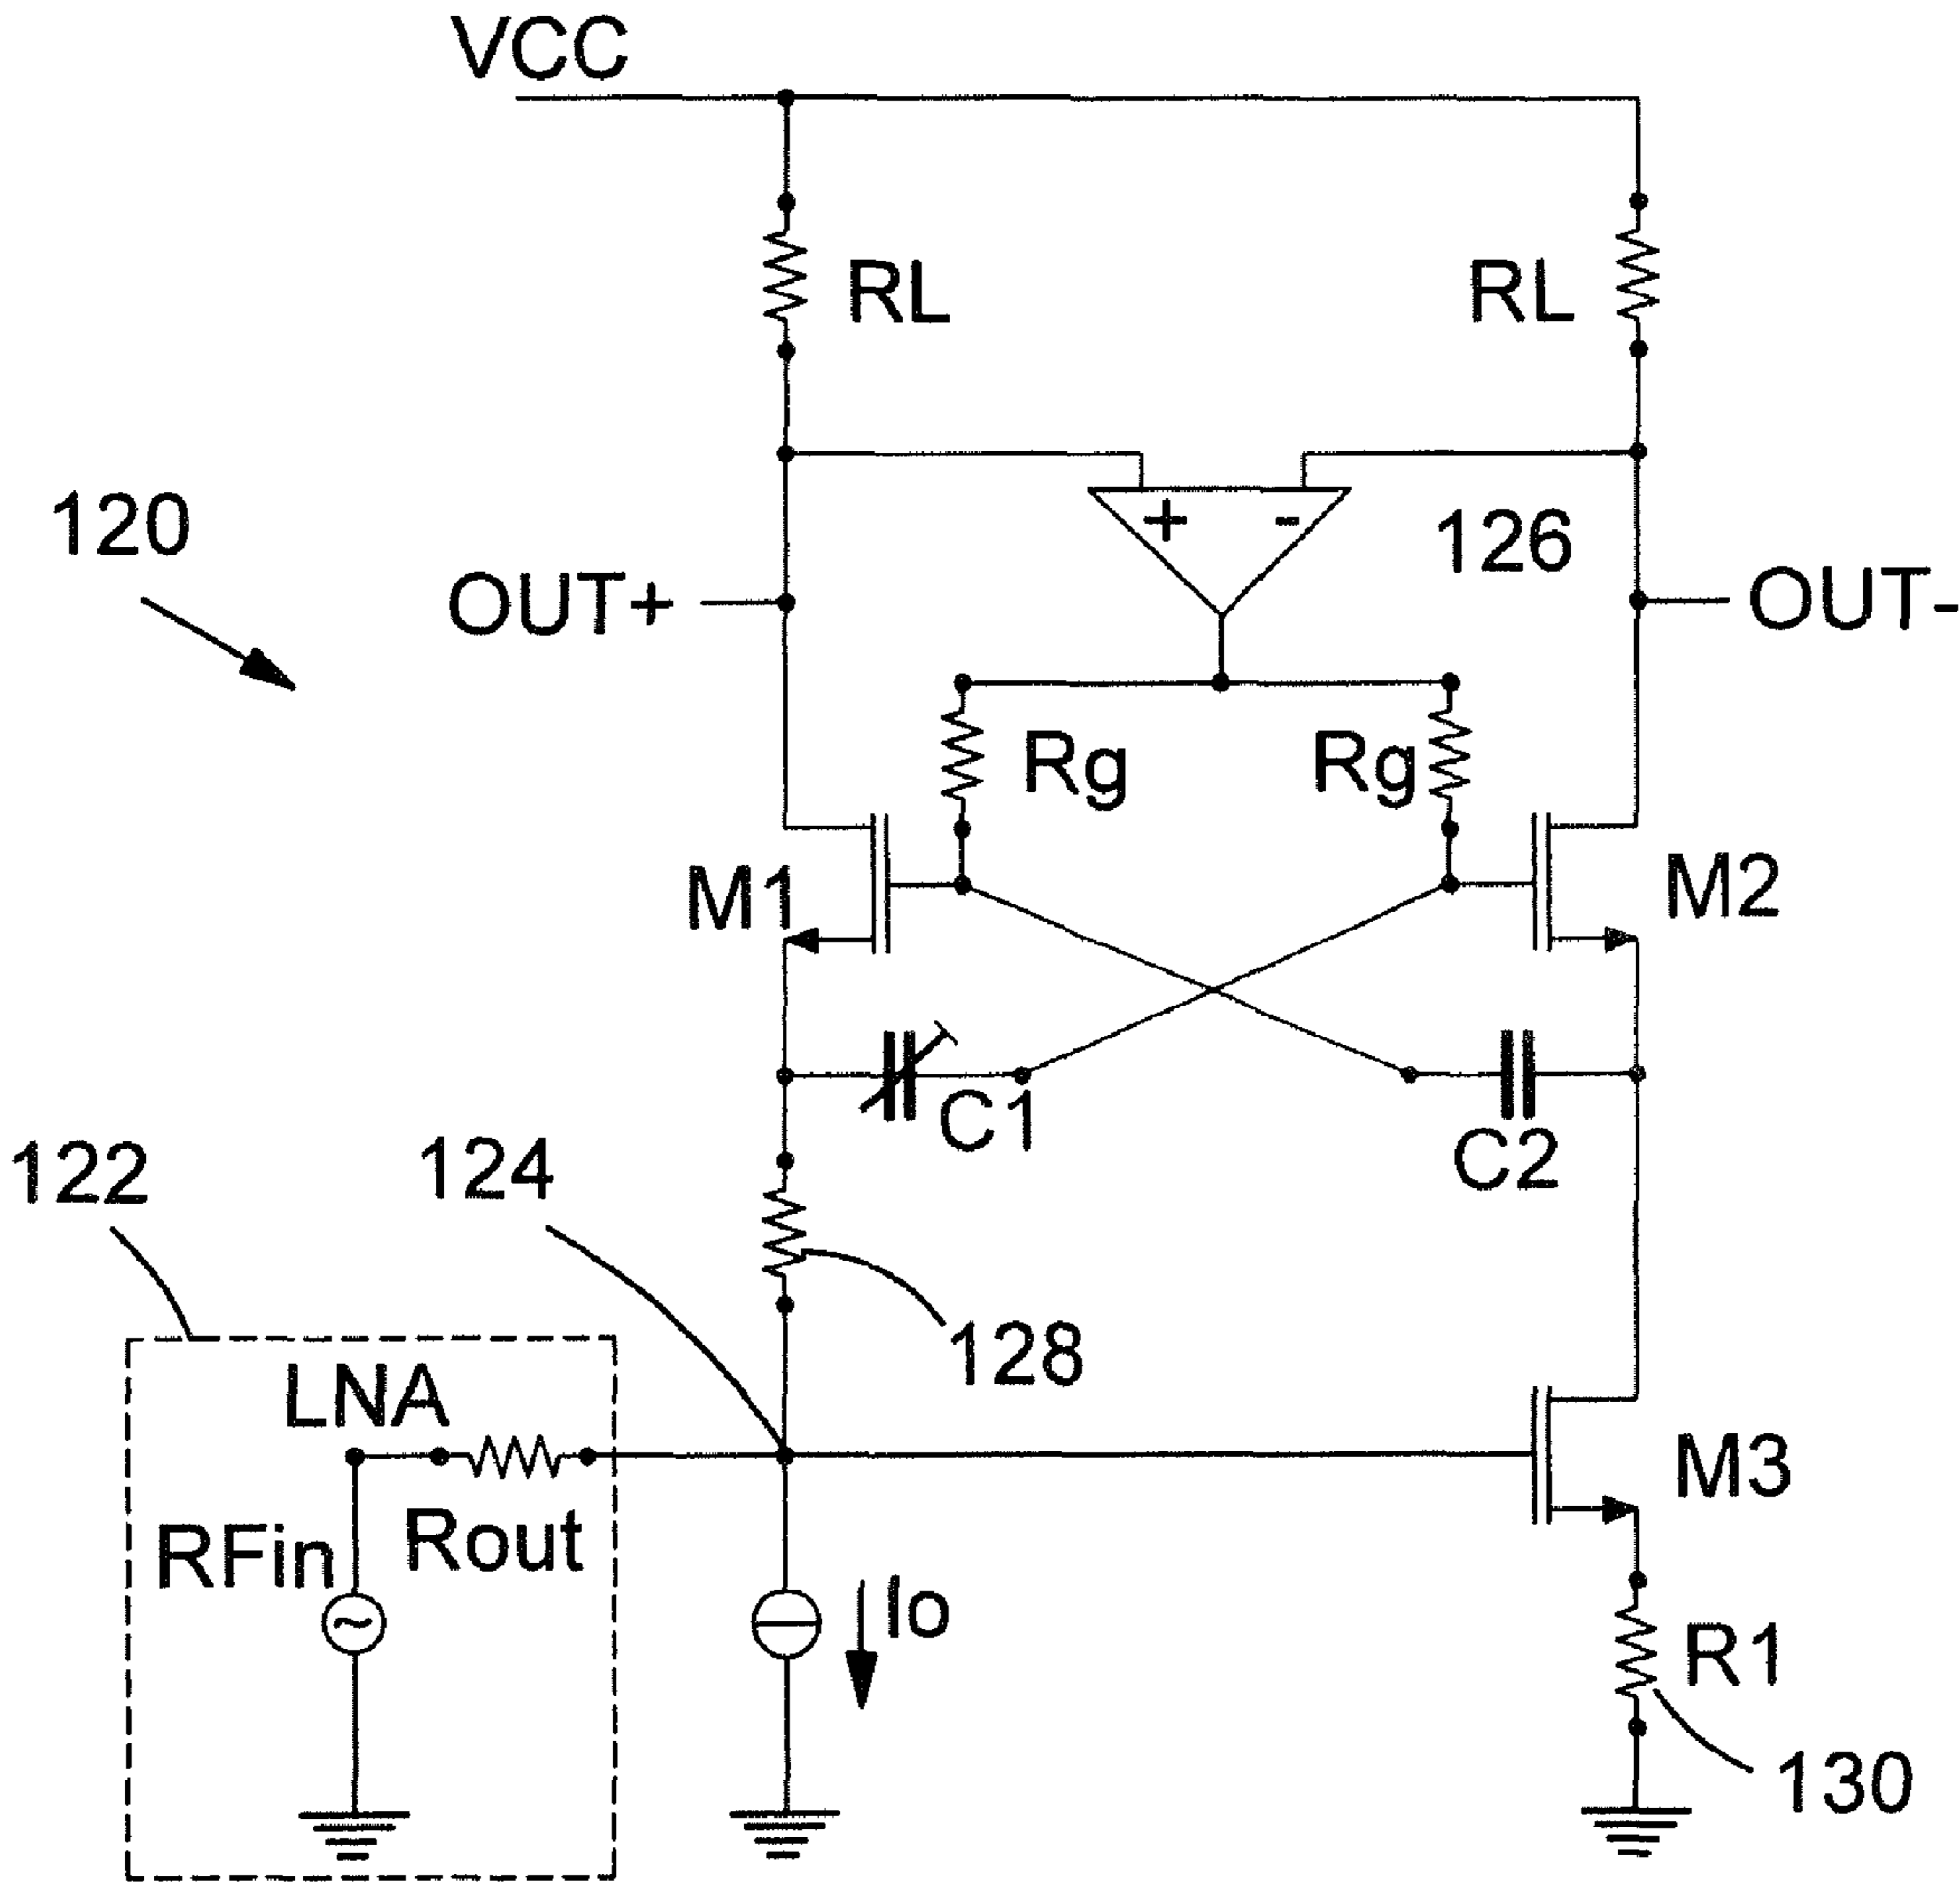 VCC
RL
RL
120
+
-
126
OUT+
OUT-
Rg
Rg
M1
M2
C1
C2
122
124
128
LNA
M3
RFin
Rout
Io
R1
130